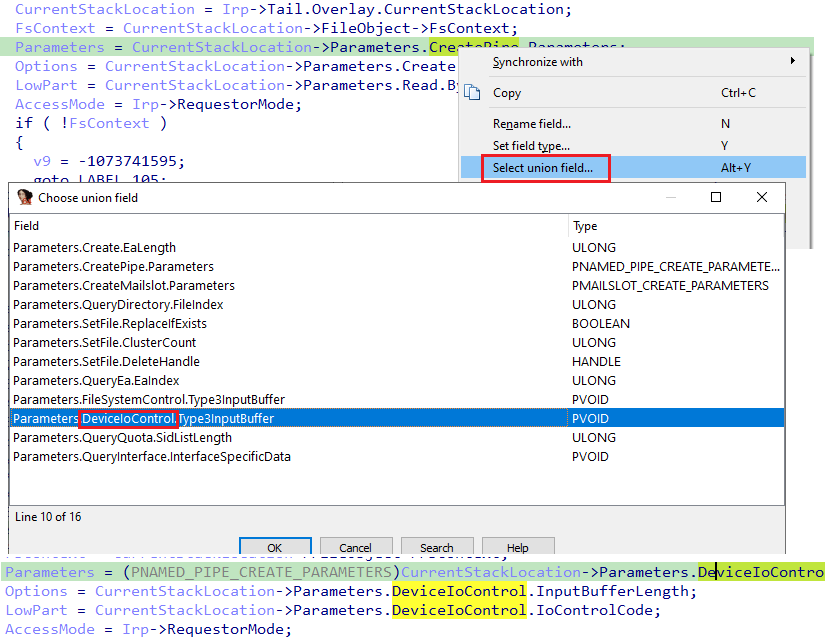 CurrentStackLocation = Irp->Tail.Overlay.CurrentStackLocation;
FsContext = CurrentStackLocation->FileObject->FsContext;
Parameters = CurrentStackLocation->Parameters.CreatePipe.Parameters;
Options = CurrentStackLocation->Parameters.Create
LowPart = CurrentStackLocation->Parameters.Read.By
AccessMode = Irp->RequestorMode;
if ( !FsContext )
{
v9 = -1073741595;
goto LABEL_105;
Synchronize with
Copy Ctrl+C
Rename field... N
Set field type... Y
Select union field... Alt+Y
Choose union field
Field Type
Parameters.Create.EaLength ULONG
Parameters.CreatePipe.Parameters PNAMED_PIPE_CREATE_PARAMETE...
Parameters.CreateMailslot.Parameters PMAILSLOT_CREATE_PARAMETERS
Parameters.QueryDirectory.FileIndex ULONG
Parameters.SetFile.ReplaceIfExists BOOLEAN
Parameters.SetFile.ClusterCount ULONG
Parameters.SetFile.DeleteHandle HANDLE
Parameters.QueryEa.EaIndex ULONG
Parameters.FileSystemControl.Type3InputBuffer PVOID
Parameters.DeviceIoControl.Type3InputBuffer PVOID
Parameters.QueryQuota.SidListLength ULONG
Parameters.QueryInterface.InterfaceSpecificData PVOID
Line 10 of 16
OK Cancel Search Help
Parameters = (PNAMED_PIPE_CREATE_PARAMETERS)CurrentStackLocation->Parameters.DeviceIoContro
Options = CurrentStackLocation->Parameters.DeviceIoControl.InputBufferLength;
LowPart = CurrentStackLocation->Parameters.DeviceIoControl.IoControlCode;
AccessMode = Irp->RequestorMode;